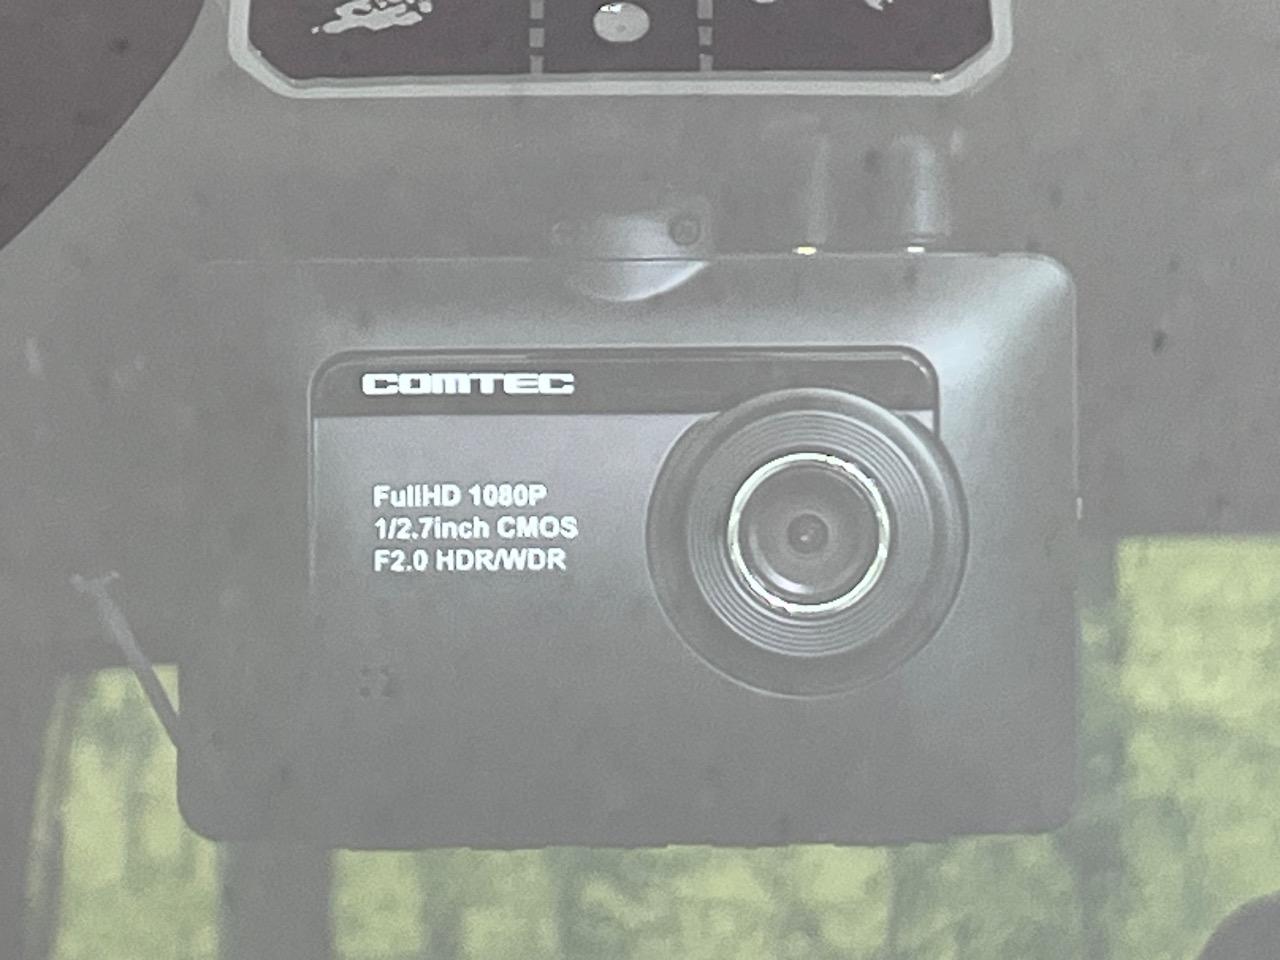 COMTEC
FullHD 1080P
1/2.7inch CMOS
F2.0 HDR/WDR